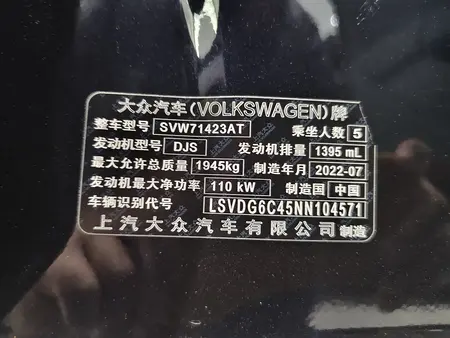 大众汽车(VOLKSWAGEN)牌
整车型号 SVW71423AT 乘坐人数 5
发动机型号 DJS 发动机排量 1395 mL
最大允许总质量 1945kg 制造年月 2022-07
发动机最大净功率 110 kW 制造国 中国
车辆识别代号 LSVDG6C45NN104571
上汽大众汽车有限公司 制造